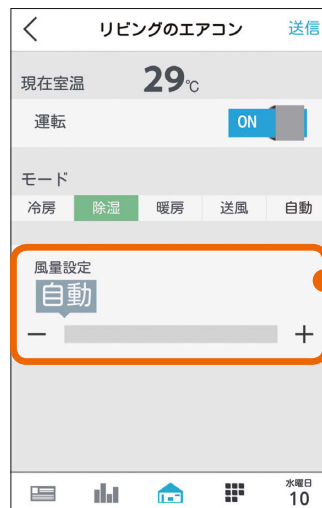 リビングのエアコン 送信
現在室温 29℃
運転 ON
モード
冷房 除湿 暖房 送風 自動
風量設定
自動
− +
水曜日
10